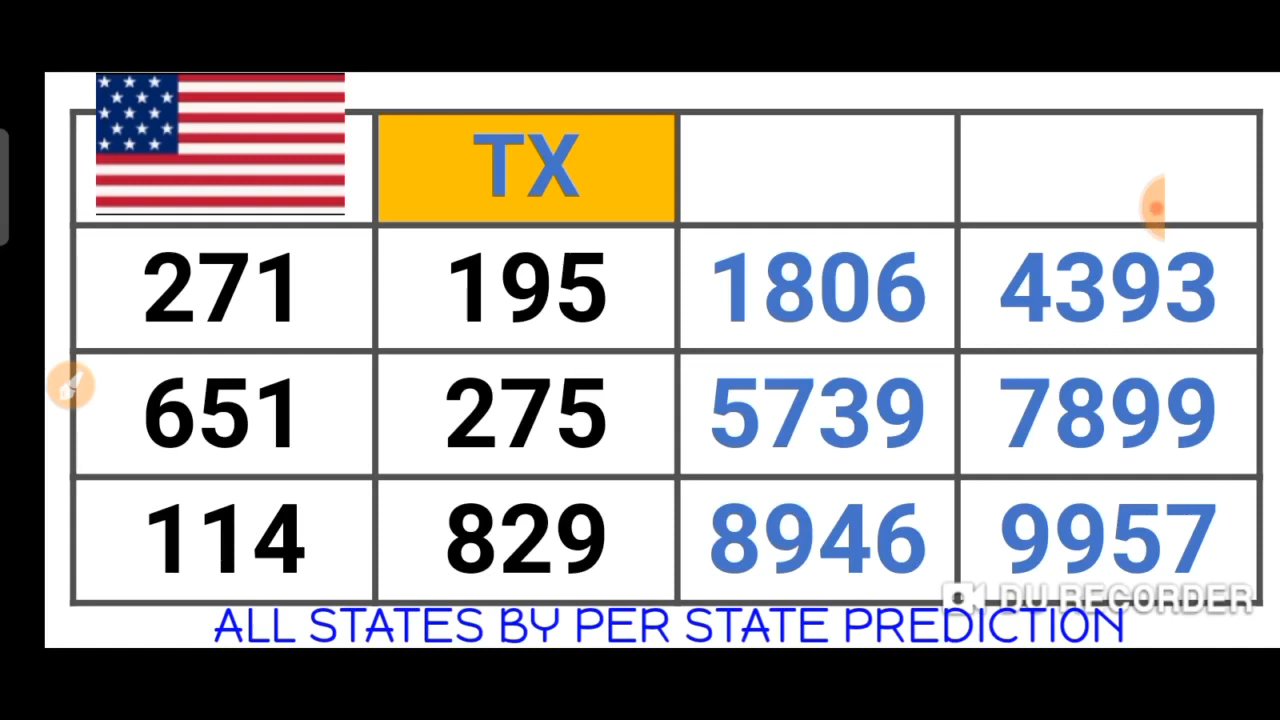 TX
271 195 1806 4393
651 275 5739 7899
114 829 8946 9957
DU RECORDER
ALL STATES BY PER STATE PREDICTION